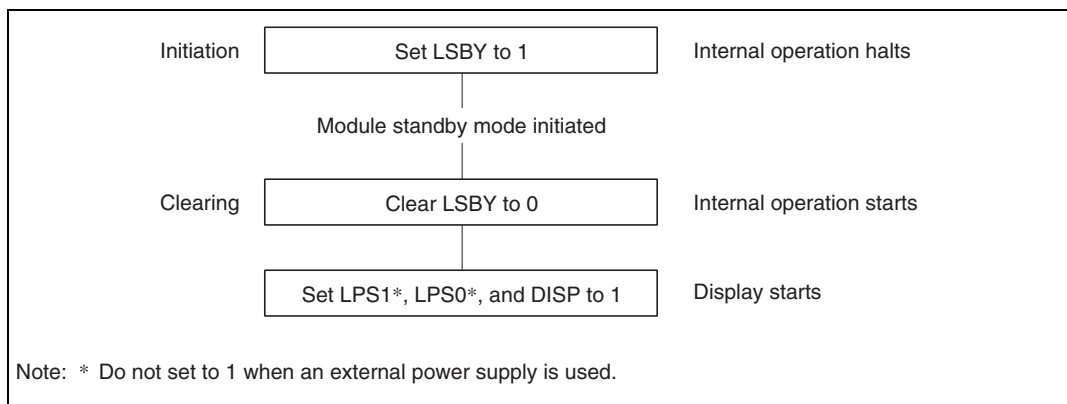 Initiation Set LSBY to 1 Internal operation halts
Module standby mode initiated
Clearing Clear LSBY to 0 Internal operation starts
Set LPS1*, LPS0*, and DISP to 1 Display starts
Note: * Do not set to 1 when an external power supply is used.